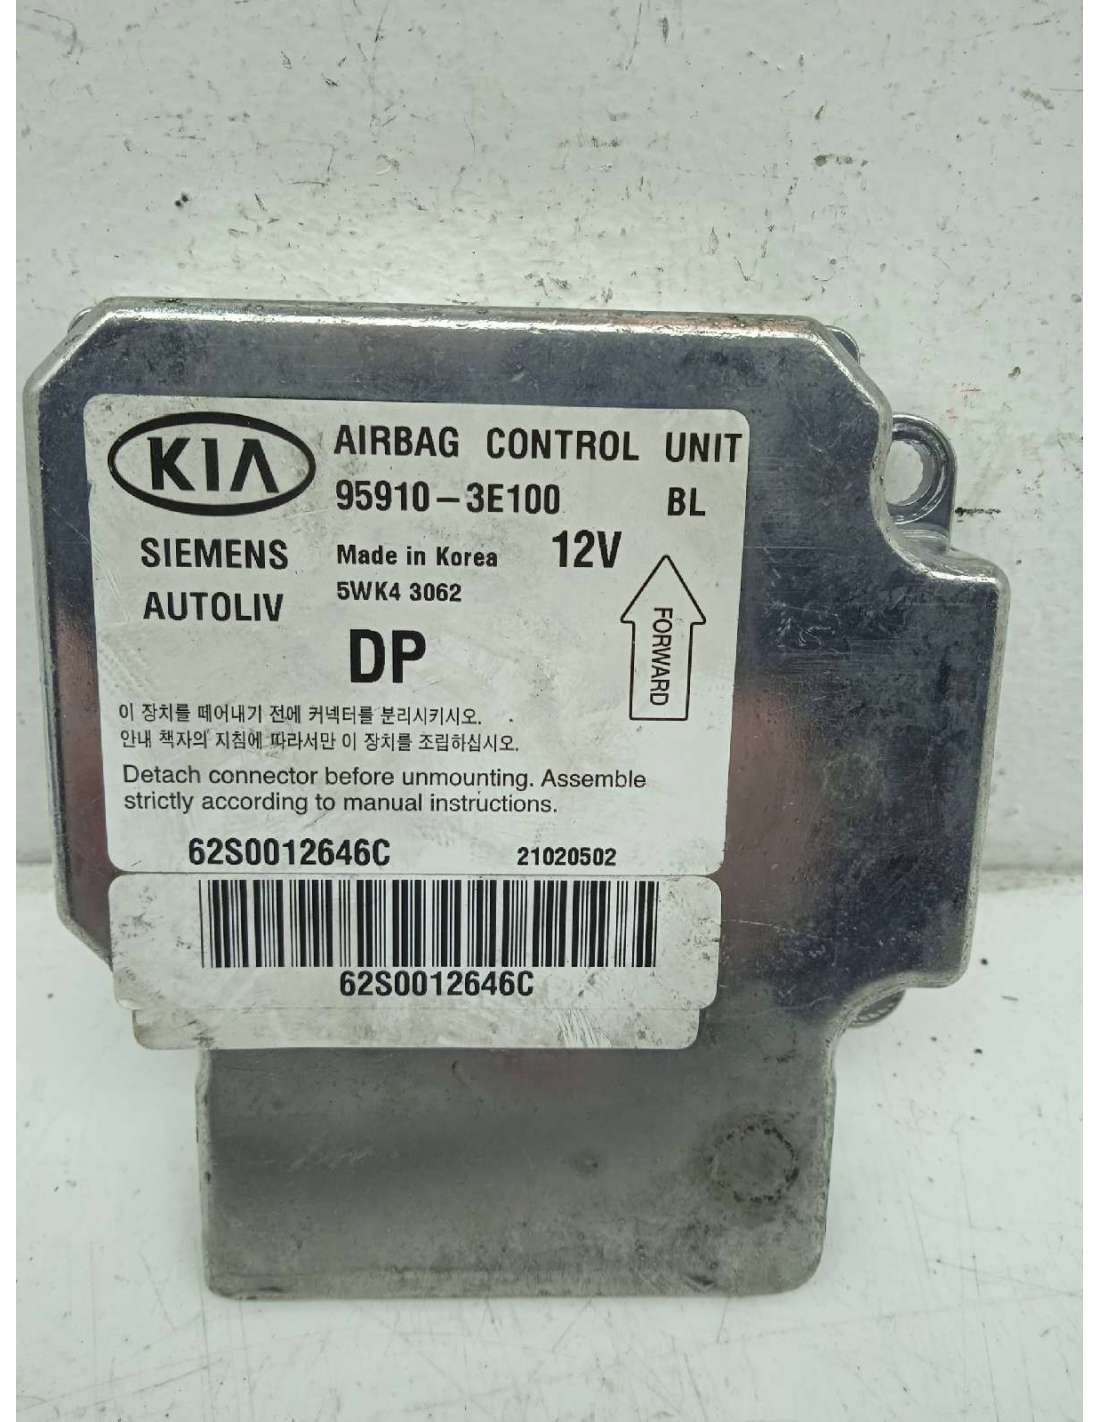 KIA
AIRBAG CONTROL UNIT
95910-3E100 BL
SIEMENS
AUTOLIV
Made in Korea 12V
5WK4 3062
DP
FORWARD
이 장치를 떼어내기 전에 커넥터를 분리시키시오.
안내 책자의 지침에 따라서만 이 장치를 조립하십시오.
Detach connector before unmounting. Assemble
strictly according to manual instructions.
62S0012646C 21020502
62S0012646C